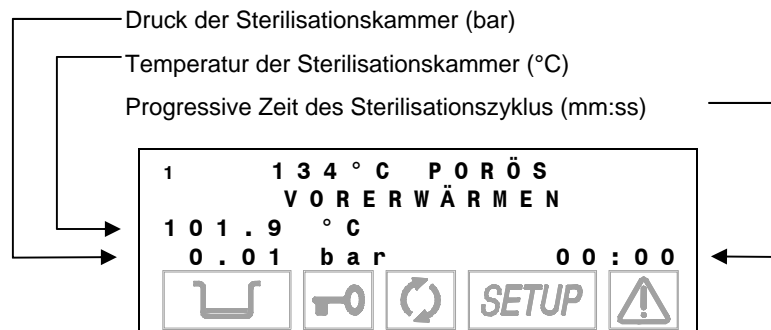 Druck der Sterilisationskammer (bar)
Temperatur der Sterilisationskammer (°C)
Progressive Zeit des Sterilisationszyklus (mm:ss)
1 134°C PORÖS
VORERWÄRMEN
101.9 °C
0.01 bar 00:00
SETUP